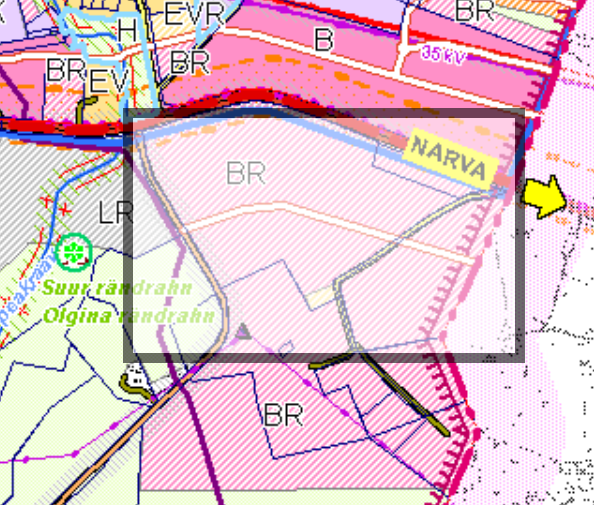 BR
EVR
H
B
35 kV
BR
BR
EV
NARVA
BR
LR
Suur rändrahn
Olgina rändrahn
BR